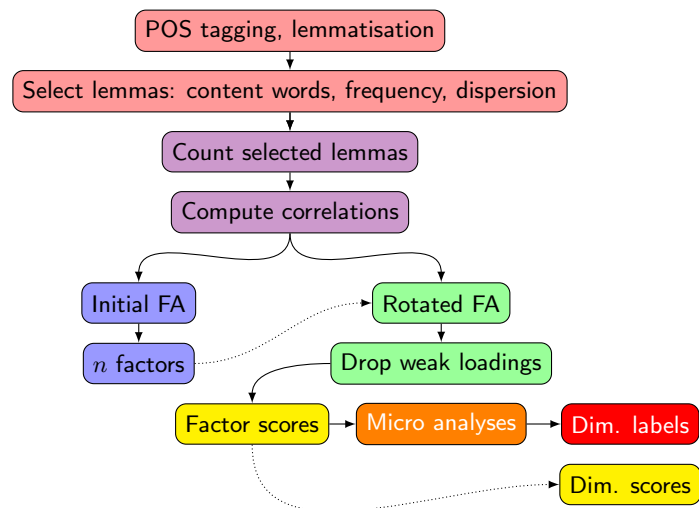 POS tagging, lemmatisation
Select lemmas: content words, frequency, dispersion
Count selected lemmas
Compute correlations
Initial FA
Rotated FA
n factors
Drop weak loadings
Factor scores
Micro analyses
Dim. labels
Dim. scores